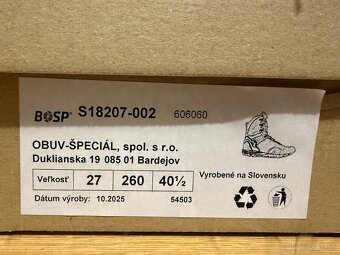 BOSP® S18207-002 606060
OBUV-ŠPECIÁL, spol. s r.o.
Duklianska 19 085 01 Bardejov
Veľkosť 27 260 40½
Vyrobené na Slovensku
Dátum výroby: 10.2025 54503